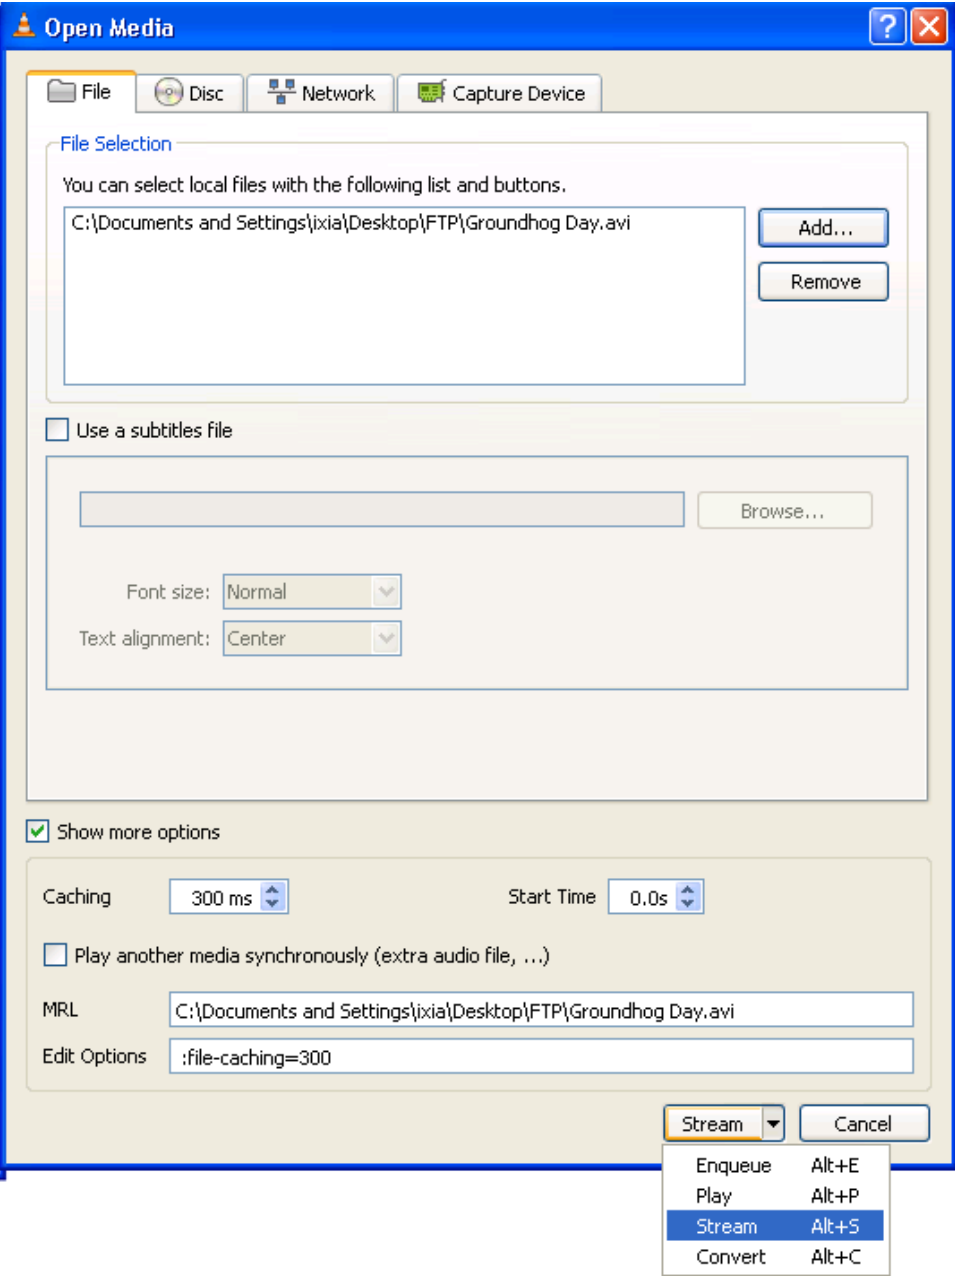 Open Media
File Disc Network Capture Device
File Selection
You can select local files with the following list and buttons.
C:\Documents and Settings\ixia\Desktop\FTP\Groundhog Day.avi
Add...
Remove
Use a subtitles file
Browse...
Font size: Normal
Text alignment: Center
Show more options
Caching 300 ms Start Time 0.0s
Play another media synchronously (extra audio file, ...)
MRL C:\Documents and Settings\ixia\Desktop\FTP\Groundhog Day.avi
Edit Options :file-caching=300
Stream Cancel
Enqueue Alt+E
Play Alt+P
Stream Alt+S
Convert Alt+C